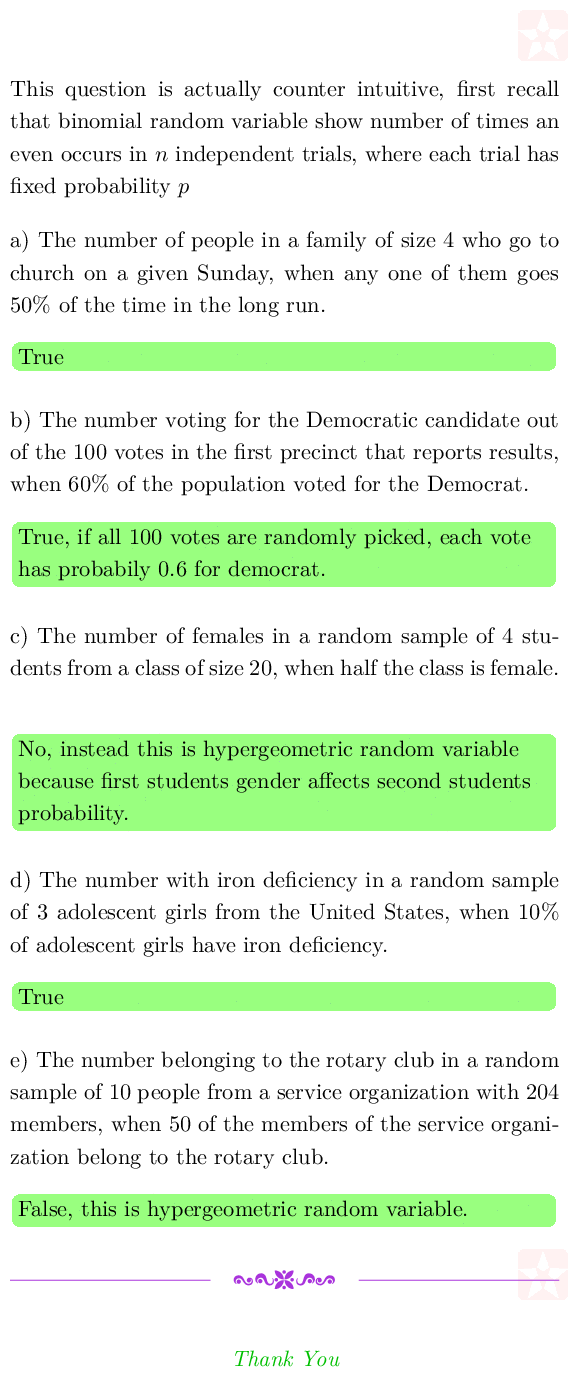 This question is actually counter intuitive, first recall
that binomial random variable show number of times an
even occurs in n independent trials, where each trial has
fixed probability p
a) The number of people in a family of size 4 who go to
church on a given Sunday, when any one of them goes
50% of the time in the long run.
True
b) The number voting for the Democratic candidate out
of the 100 votes in the first precinct that reports results,
when 60% of the population voted for the Democrat.
True, if all 100 votes are randomly picked, each vote
has probabily 0.6 for democrat.
c) The number of females in a random sample of 4 stu-
dents from a class of size 20, when half the class is female.
No, instead this is hypergeometric random variable
because first students gender affects second students
probability.
d) The number with iron deficiency in a random sample
of 3 adolescent girls from the United States, when 10%
of adolescent girls have iron deficiency.
True
e) The number belonging to the rotary club in a random
sample of 10 people from a service organization with 204
members, when 50 of the members of the service organi-
zation belong to the rotary club.
False, this is hypergeometric random variable.
Thank You